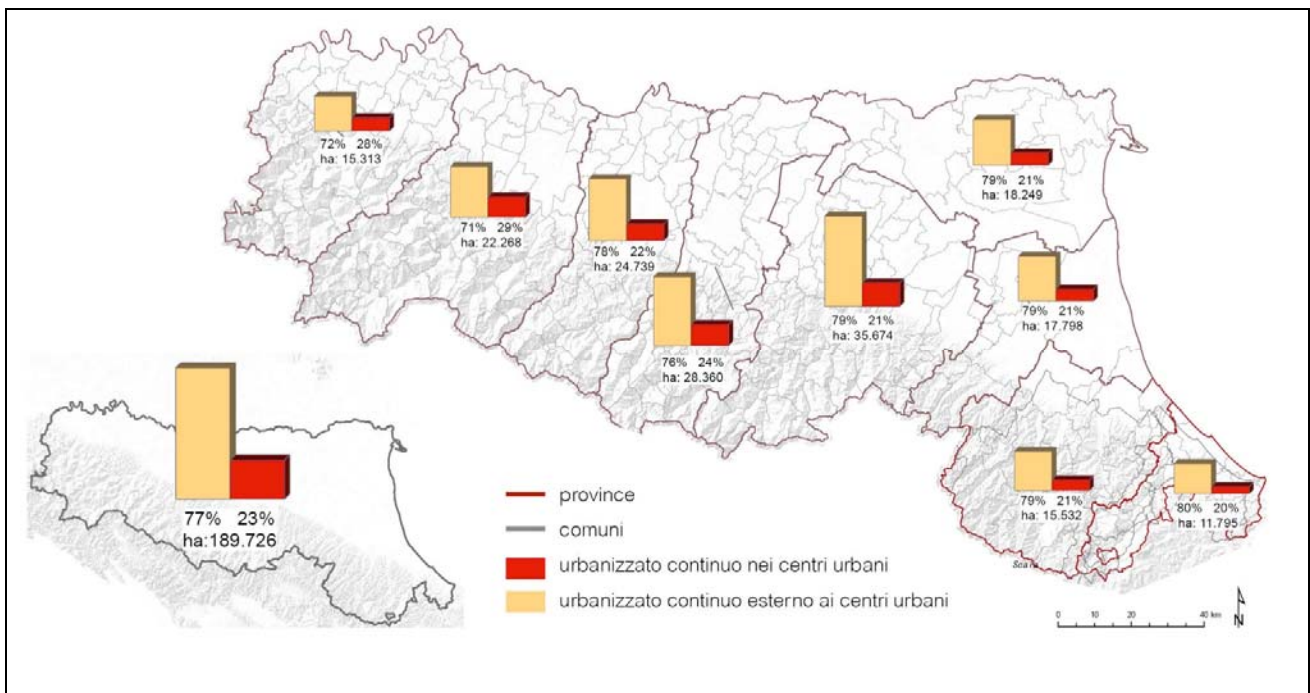 72% 28%
ha: 15.313
71% 29%
ha: 22.268
78% 22%
ha: 24.739
76% 24%
ha: 28.360
79% 21%
ha: 35.674
79% 21%
ha: 18.249
79% 21%
ha: 17.798
79% 21%
ha: 15.532
80% 20%
ha: 11.795
77% 23%
ha:189.726
province
comuni
urbanizzato continuo nei centri urbani
urbanizzato continuo esterno ai centri urbani
Scala
0 10 20 40 km
N